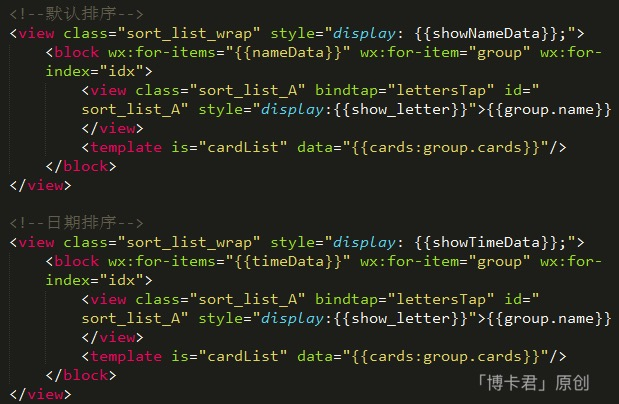 <!--默认排序-->
<view class="sort_list_wrap" style="display: {{showNameData}};">
<block wx:for-items="{{nameData}}" wx:for-item="group" wx:for-
index="idx">
<view class="sort_list_A" bindtap="lettersTap" id="
sort_list_A" style="display:{{show_letter}}">{{group.name}}
</view>
<template is="cardList" data="{{cards:group.cards}}"/>
</block>
</view>
<!--日期排序-->
<view class="sort_list_wrap" style="display: {{showTimeData}};">
<block wx:for-items="{{timeData}}" wx:for-item="group" wx:for-
index="idx">
<view class="sort_list_A" bindtap="lettersTap" id="
sort_list_A" style="display:{{show_letter}}">{{group.name}}
</view>
<template is="cardList" data="{{cards:group.cards}}"/>
</block>
</view>
「博卡君」原创